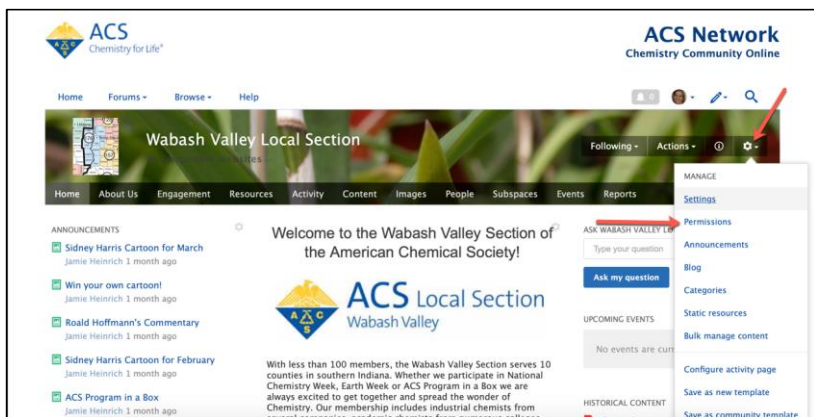 ACS
Chemistry for Life®
ACS Network
Chemistry Community Online
Home Forums Browse Help
0
Wabash Valley Local Section
Following Actions
Home About Us Engagement Resources Activity Content Images People Subspaces Events Reports
MANAGE
Settings
Permissions
Announcements
Blog
Categories
Static resources
Bulk manage content
Configure activity page
Save as new template
Save as community template
ANNOUNCEMENTS
Sidney Harris Cartoon for March
Jamie Heinrich 1 month ago
Win your own cartoon!
Jamie Heinrich 1 month ago
Roald Hoffmann's Commentary
Jamie Heinrich 1 month ago
Sidney Harris Cartoon for February
Jamie Heinrich 1 month ago
ACS Program in a Box
Jamie Heinrich 1 month ago
Welcome to the Wabash Valley Section of
the American Chemical Society!
ACS Local Section
Wabash Valley
With less than 100 members, the Wabash Valley Section serves 10
counties in southern Indiana. Whether we participate in National
Chemistry Week, Earth Week or ACS Program in a Box we are
always excited to get together and spread the wonder of
Chemistry. Our membership includes industrial chemists from
several companies, academic chemists from numerous colleges
ASK WABASH VALLEY
Type your question
Ask my question
UPCOMING EVENTS
No events are
HISTORICAL CONTENT